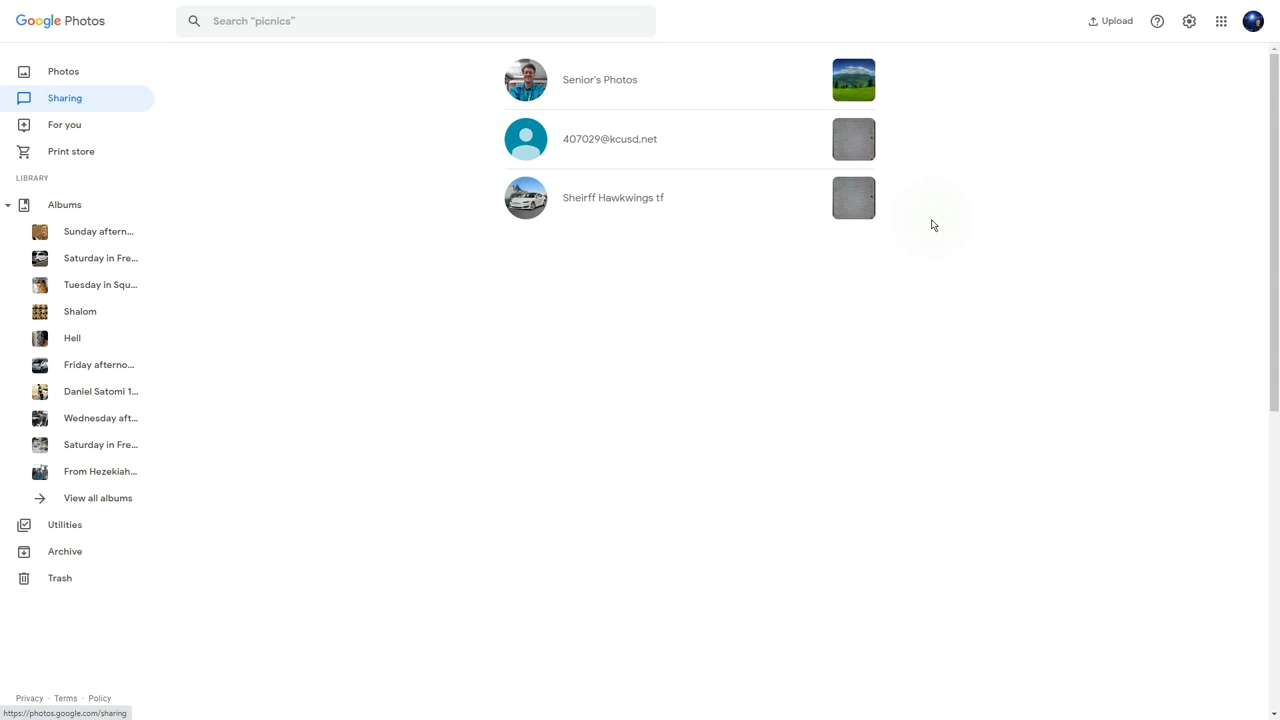 Google Photos
Search "picnics"
Upload
Photos
Sharing
For you
Print store
LIBRARY
Albums
Sunday aftern...
Saturday in Fre...
Tuesday in Squ...
Shalom
Hell
Friday afterno...
Daniel Satomi 1...
Wednesday aft...
Saturday in Fre...
From Hezekiah...
View all albums
Utilities
Archive
Trash
Senior's Photos
407029@kcusd.net
Sheirff Hawkwings tf
Privacy · Terms · Policy
https://photos.google.com/sharing